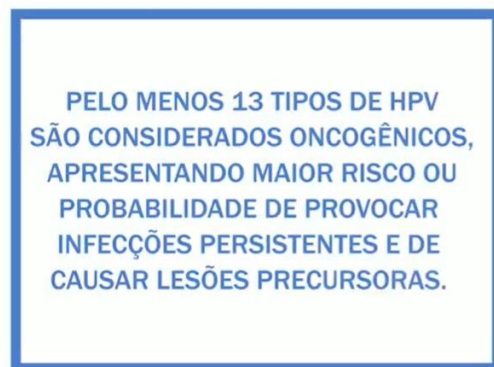 PELO MENOS 13 TIPOS DE HPV
SÃO CONSIDERADOS ONCOGÊNICOS,
APRESENTANDO MAIOR RISCO OU
PROBABILIDADE DE PROVOCAR
INFECÇÕES PERSISTENTES E DE
CAUSAR LESÕES PRECURSORAS.